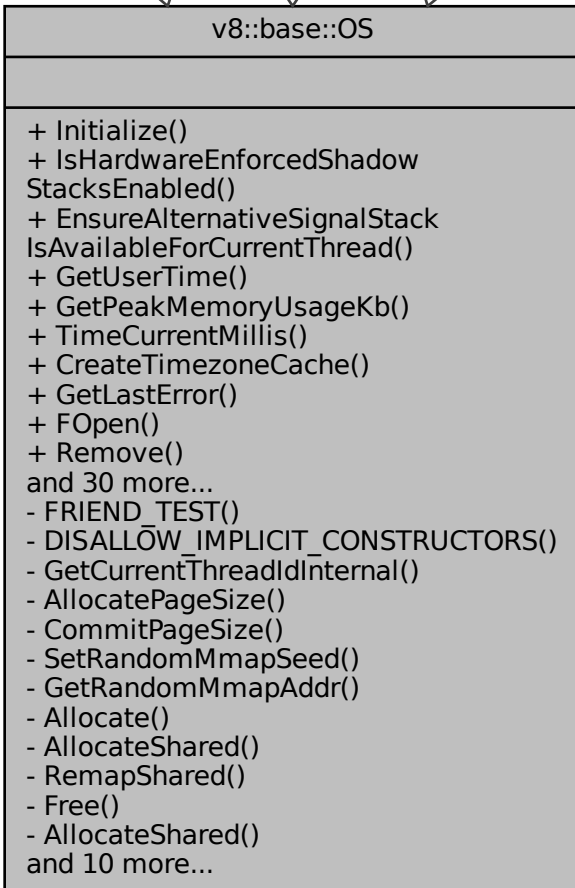 v8::base::OS
+ Initialize()
+ IsHardwareEnforcedShadow
StacksEnabled()
+ EnsureAlternativeSignalStack
IsAvailableForCurrentThread()
+ GetUserTime()
+ GetPeakMemoryUsageKb()
+ TimeCurrentMillis()
+ CreateTimezoneCache()
+ GetLastError()
+ FOpen()
+ Remove()
and 30 more...
- FRIEND_TEST()
- DISALLOW_IMPLICIT_CONSTRUCTORS()
- GetCurrentThreadIdInternal()
- AllocatePageSize()
- CommitPageSize()
- SetRandomMmapSeed()
- GetRandomMmapAddr()
- Allocate()
- AllocateShared()
- RemapShared()
- Free()
- AllocateShared()
and 10 more...